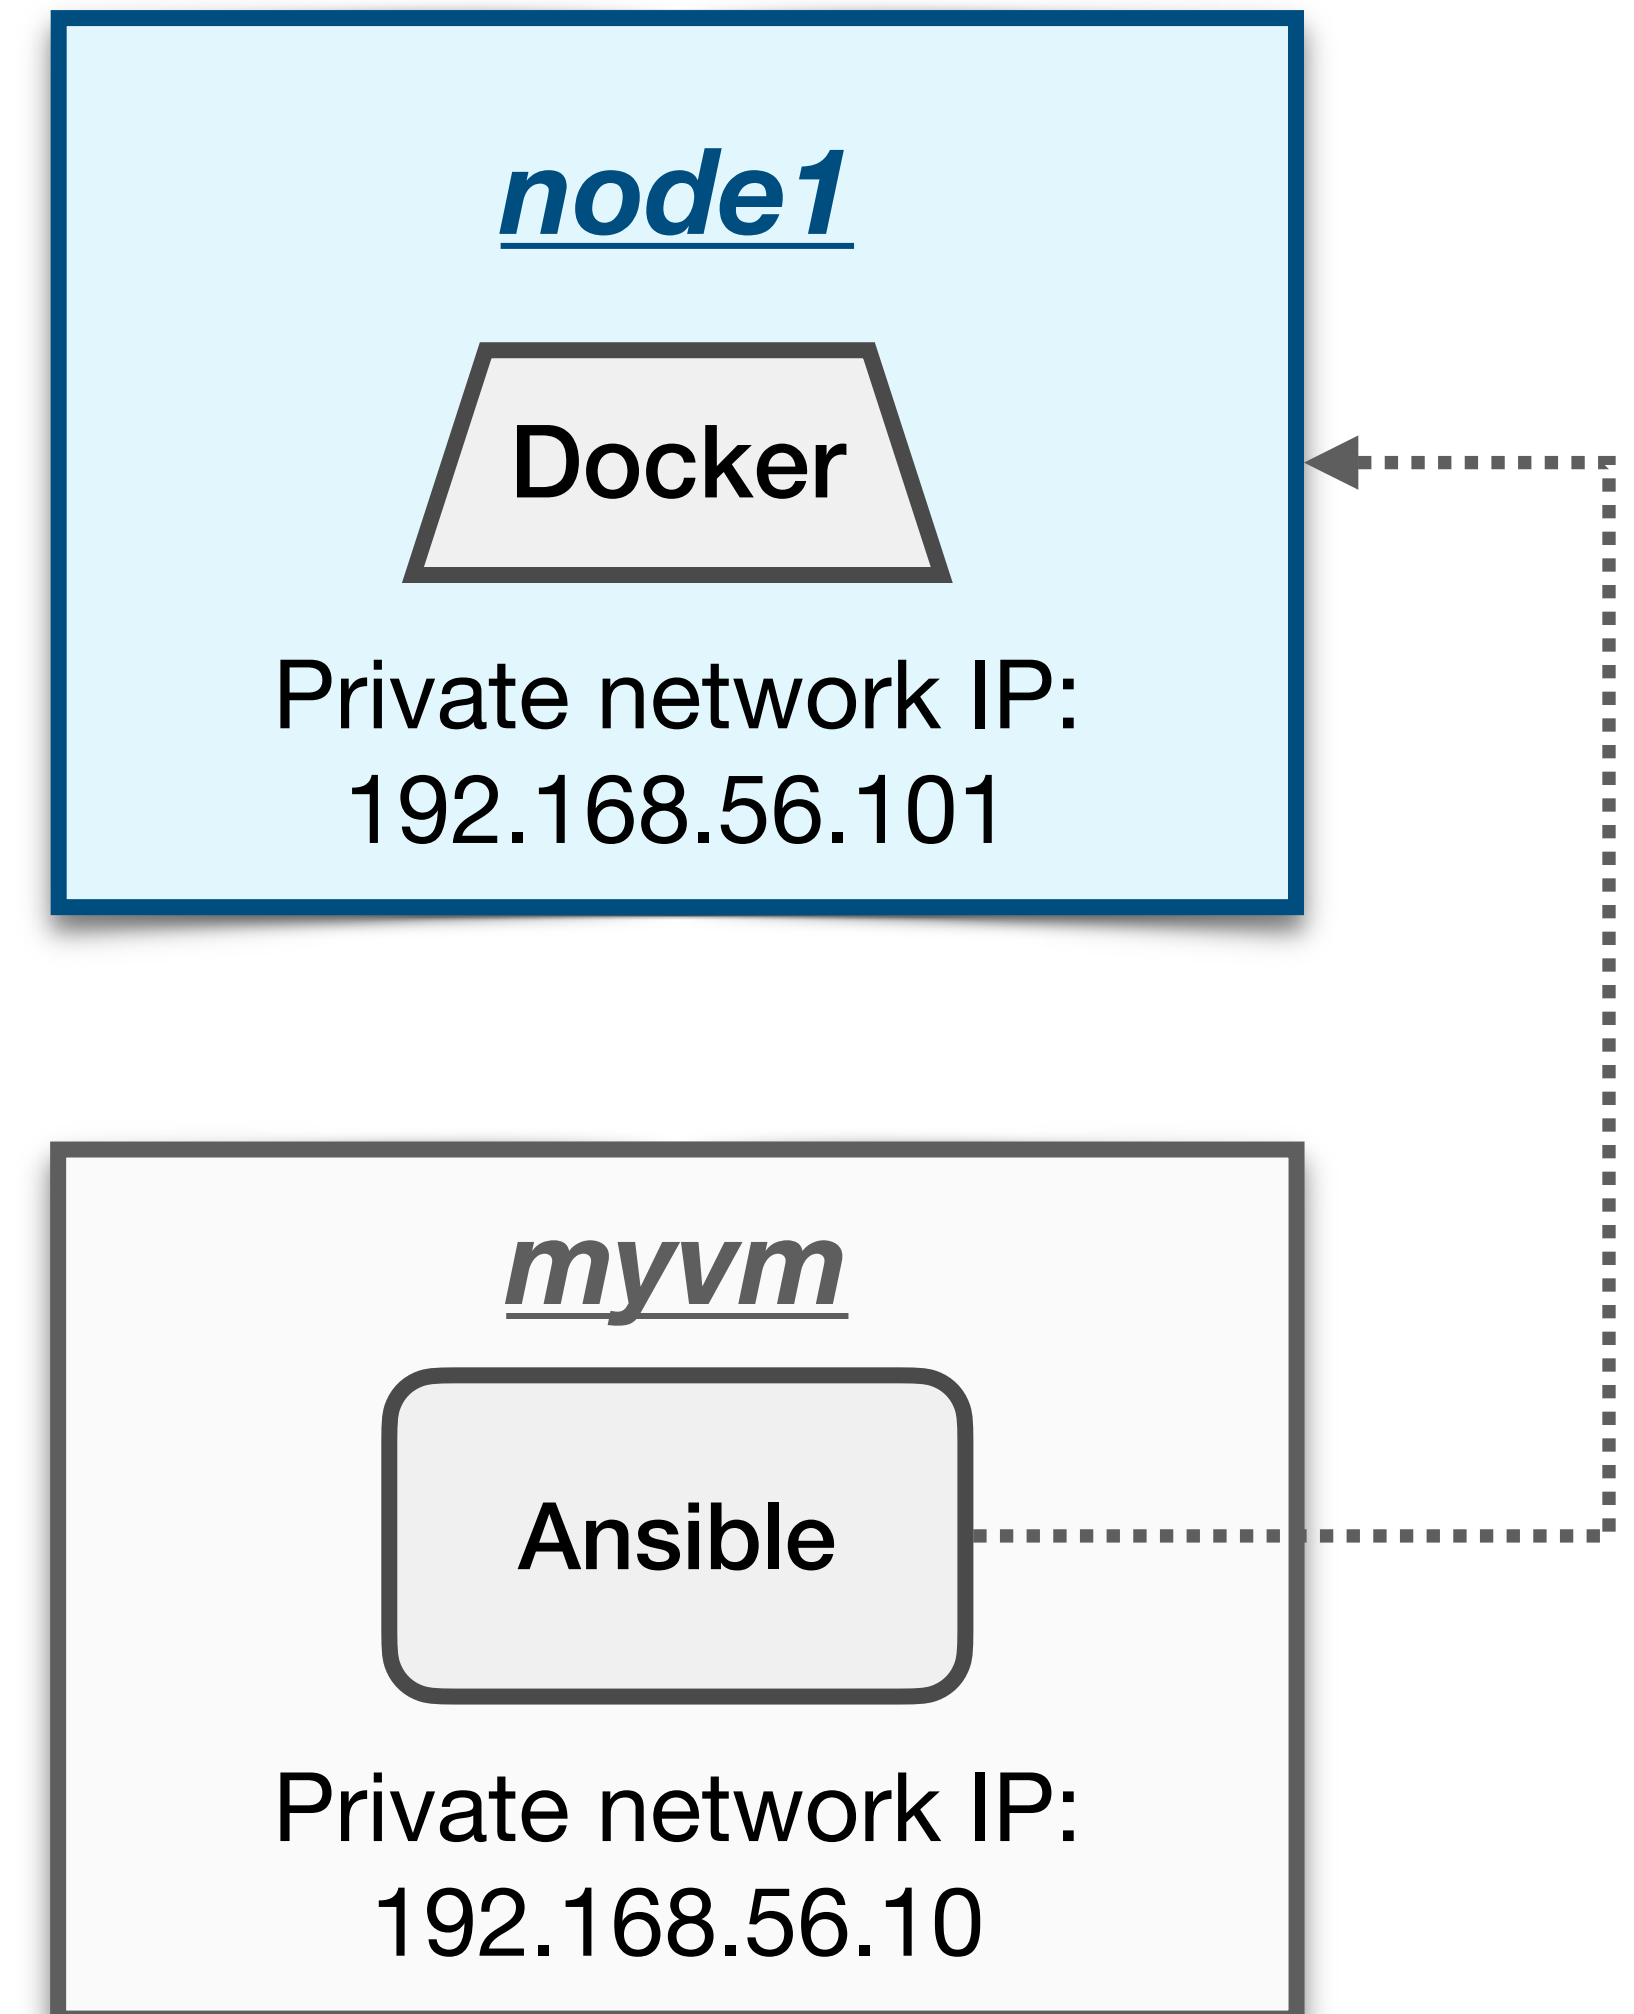 node1
Docker
Private network IP:
192.168.56.101
myvm
Ansible
Private network IP:
192.168.56.10